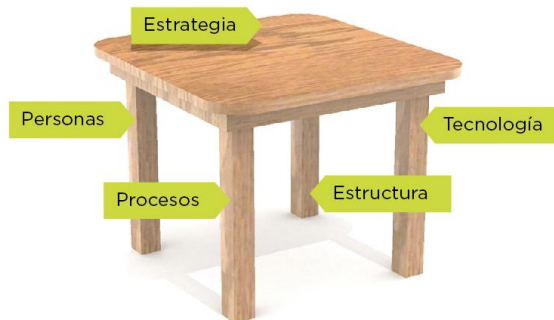 Estrategia
Personas
Tecnología
Procesos
Estructura